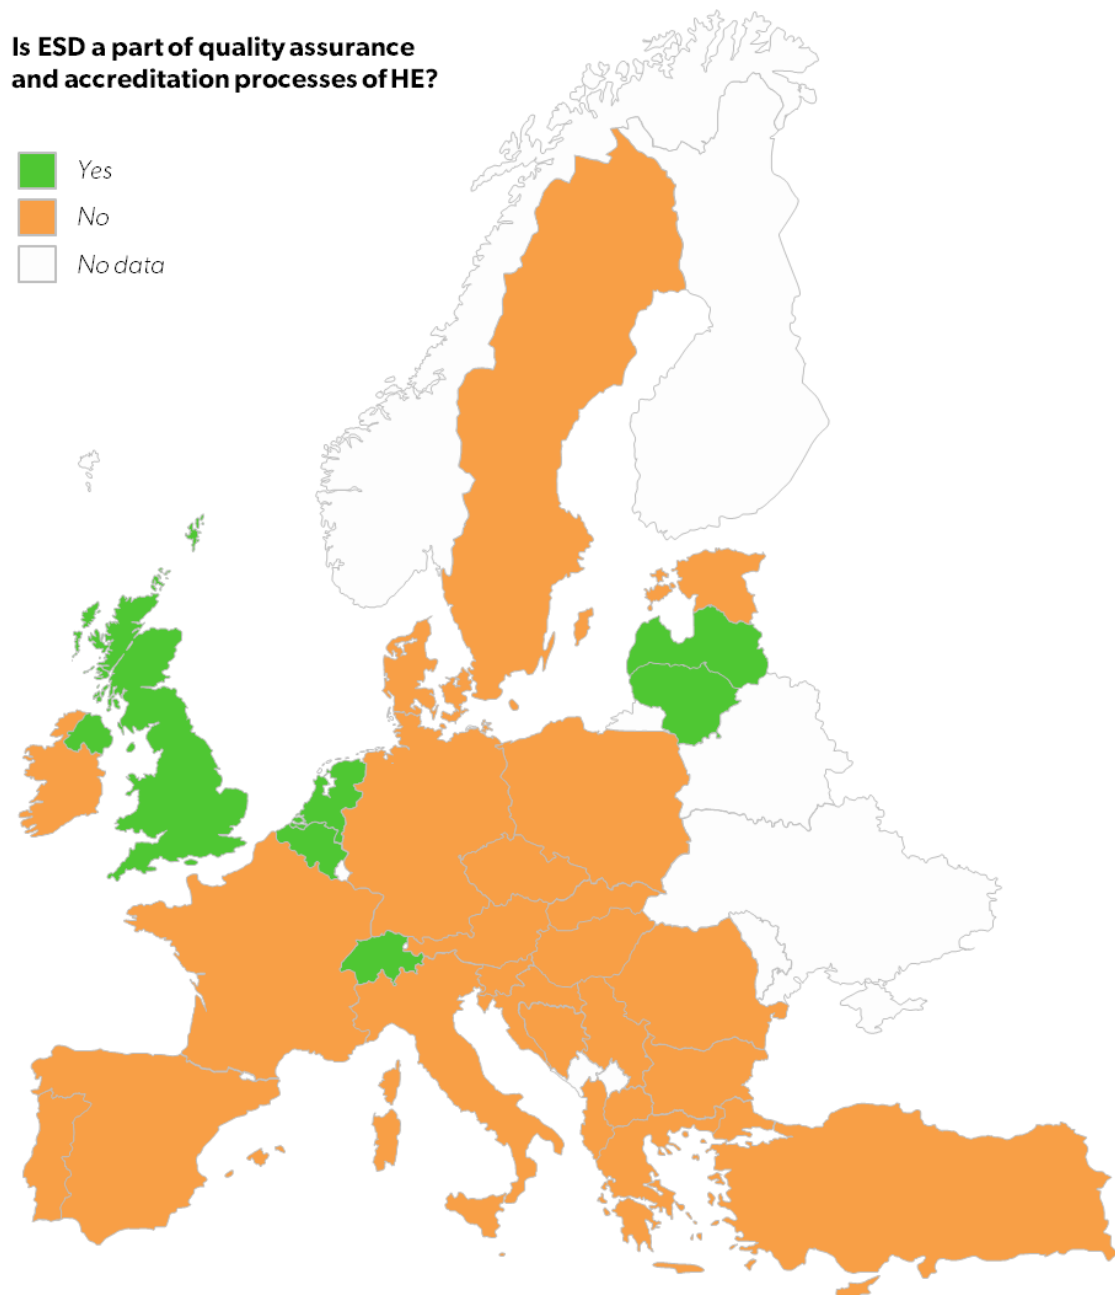 Is ESD a part of quality assurance
and accreditation processes of HE?
Yes
No
No data